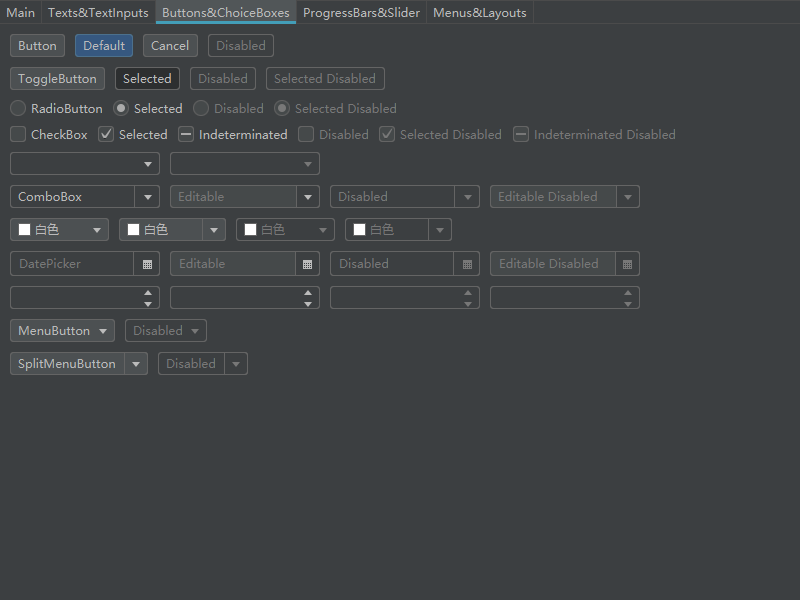 Main Texts&TextInputs Buttons&ChoiceBoxes ProgressBars&Slider Menus&Layouts
Button Default Cancel Disabled
ToggleButton Selected Disabled Selected Disabled
RadioButton Selected Disabled Selected Disabled
CheckBox Selected Indeterminated Disabled Selected Disabled Indeterminated Disabled
ComboBox Editable Disabled Editable Disabled
白色 白色 白色 白色
DatePicker Editable Disabled Editable Disabled
MenuButton Disabled
SplitMenuButton Disabled